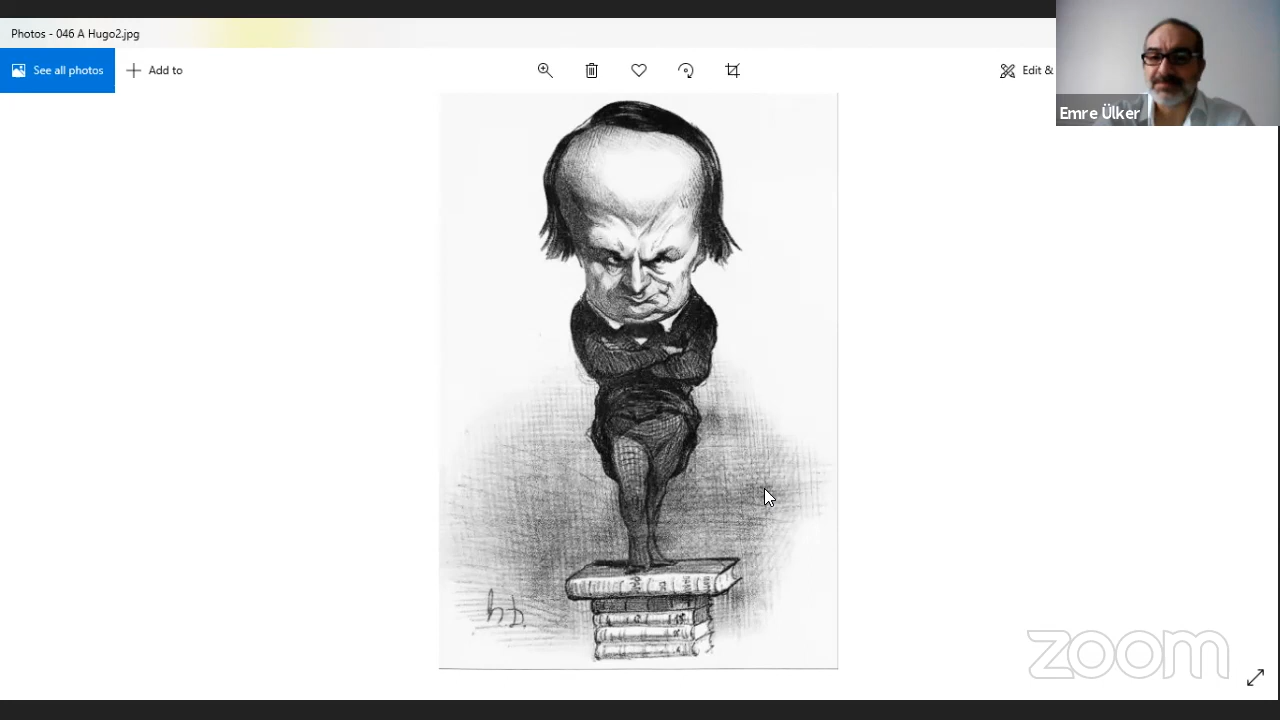 Photos - 046 A Hugo2.jpg
See all photos
Add to
Edit &
Emre Ülker
h.D.
zoom